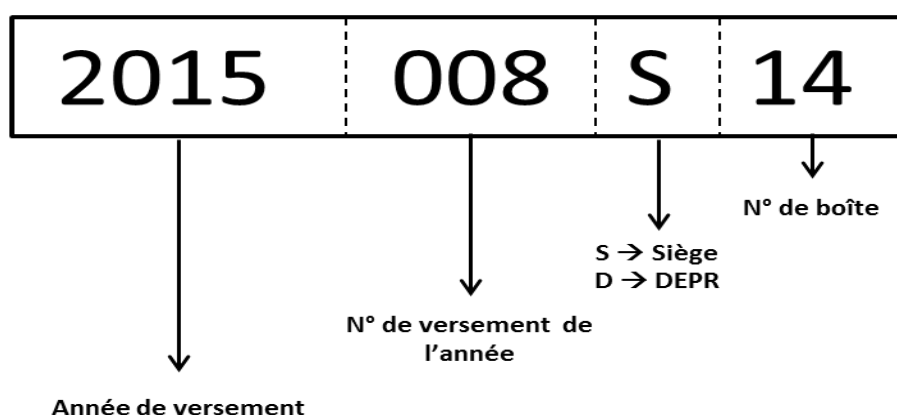 2015 008 S 14
N° de boîte
S → Siège
D → DEPR
N° de versement de
l’année
Année de versement